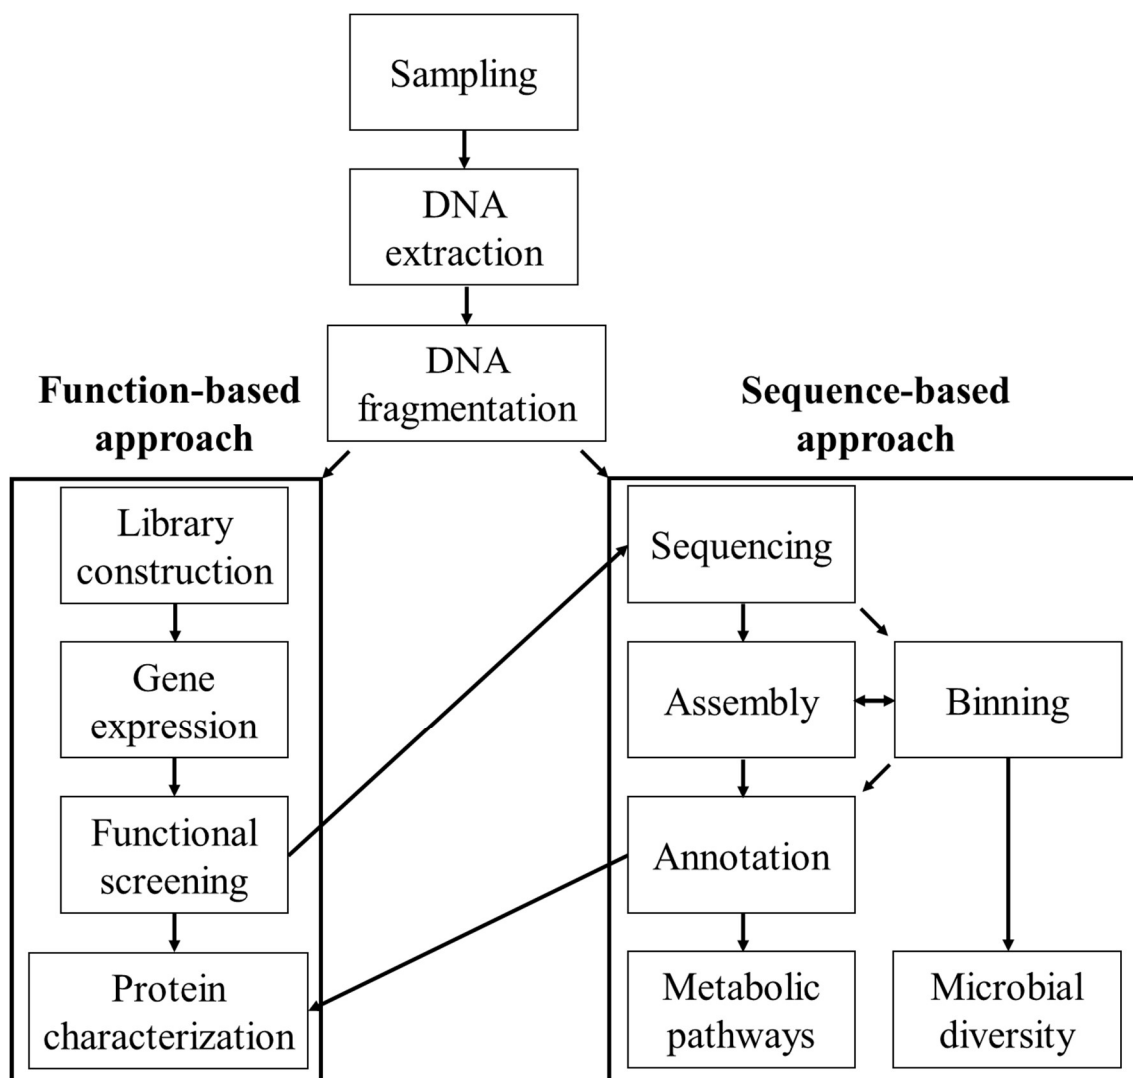 Sampling
DNA
extraction
DNA
fragmentation
Function-based
approach
Library
construction
Gene
expression
Functional
screening
Protein
characterization
Sequence-based
approach
Sequencing
Assembly
Binning
Annotation
Metabolic
pathways
Microbial
diversity